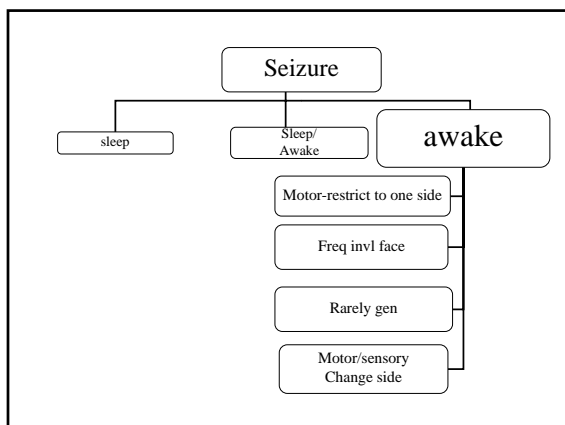 Seizure
sleep
Sleep/
Awake
awake
Motor-restrict to one side
Freq invl face
Rarely gen
Motor/sensory
Change side